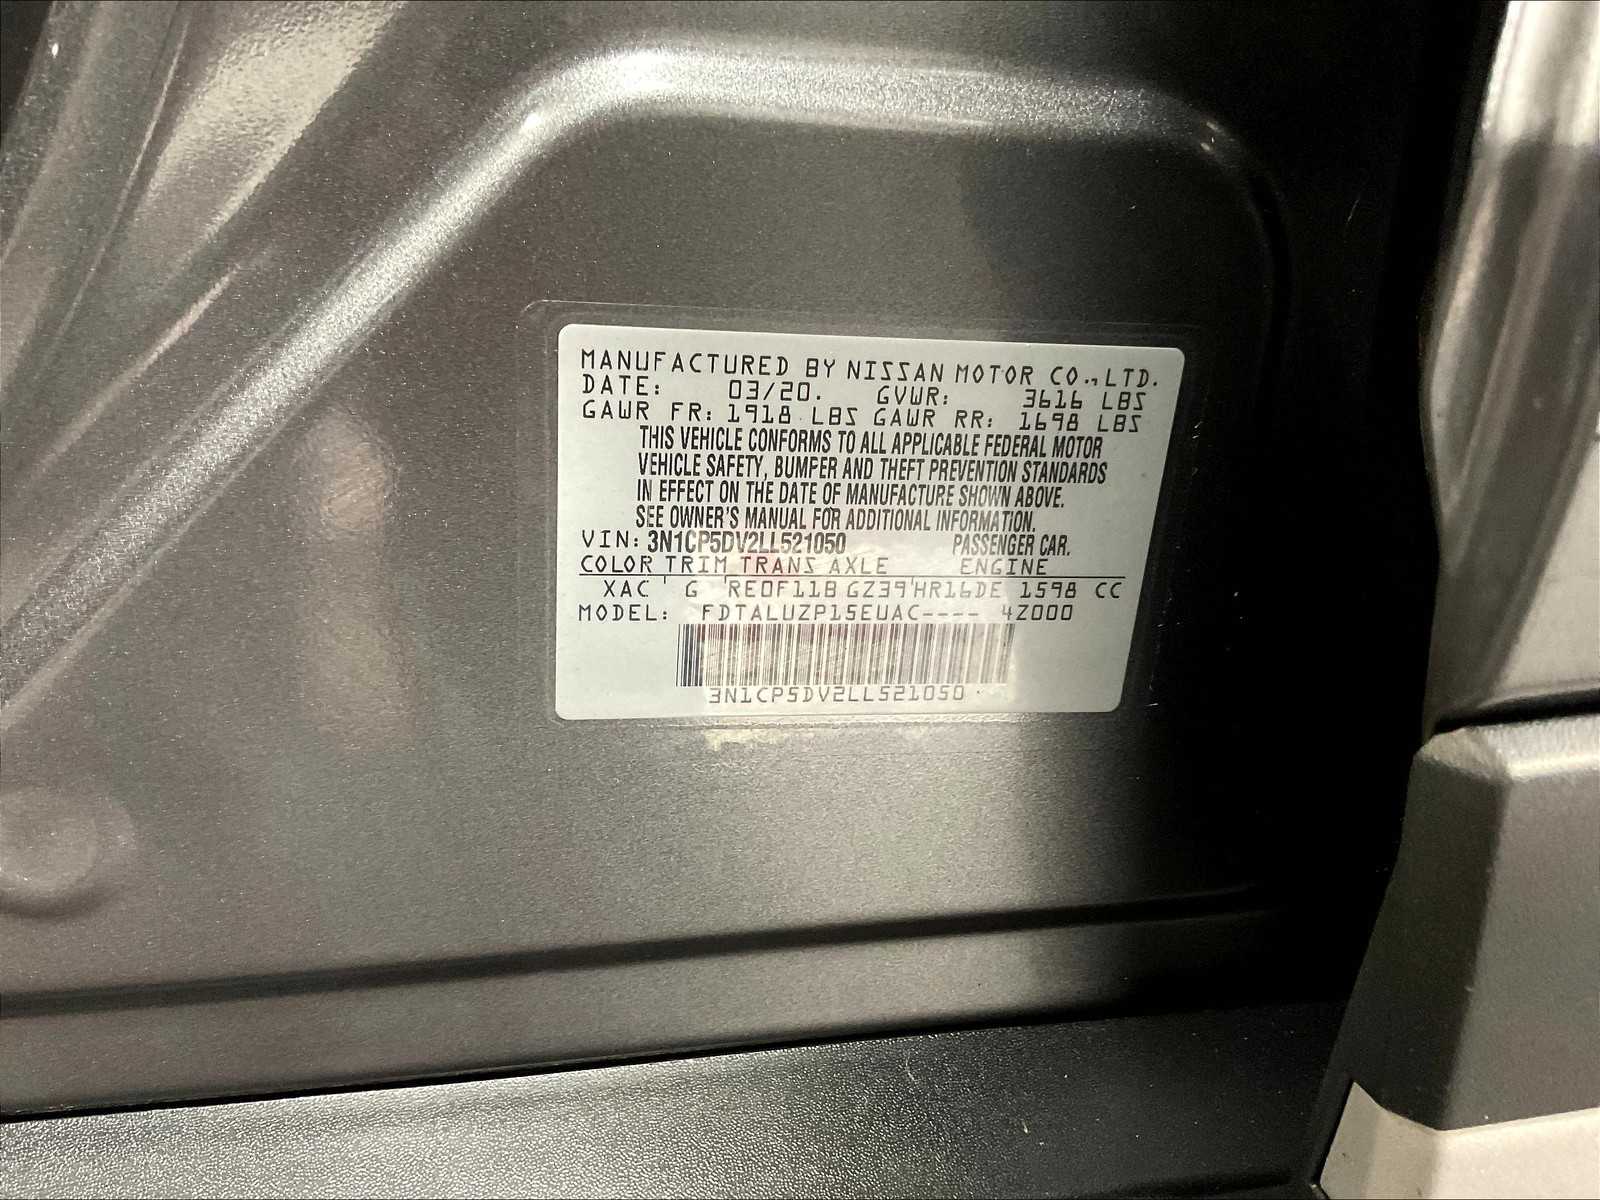 MANUFACTURED BY NISSAN MOTOR CO.,LTD.
DATE: 03/20. GVWR: 3616 LBS
GAWR FR: 1918 LBS GAWR RR: 1698 LBS
THIS VEHICLE CONFORMS TO ALL APPLICABLE FEDERAL MOTOR
VEHICLE SAFETY, BUMPER AND THEFT PREVENTION STANDARDS
IN EFFECT ON THE DATE OF MANUFACTURE SHOWN ABOVE.
SEE OWNER'S MANUAL FOR ADDITIONAL INFORMATION.
VIN: 3N1CP5DV2LL521050 PASSENGER CAR.
COLOR TRIM TRANS AXLE ENGINE
XAC G RE0F11B GZ39 HR16DE 1598 CC
MODEL: FDTALUZP15EUAC---- 4Z000
3N1CP5DV2LL521050